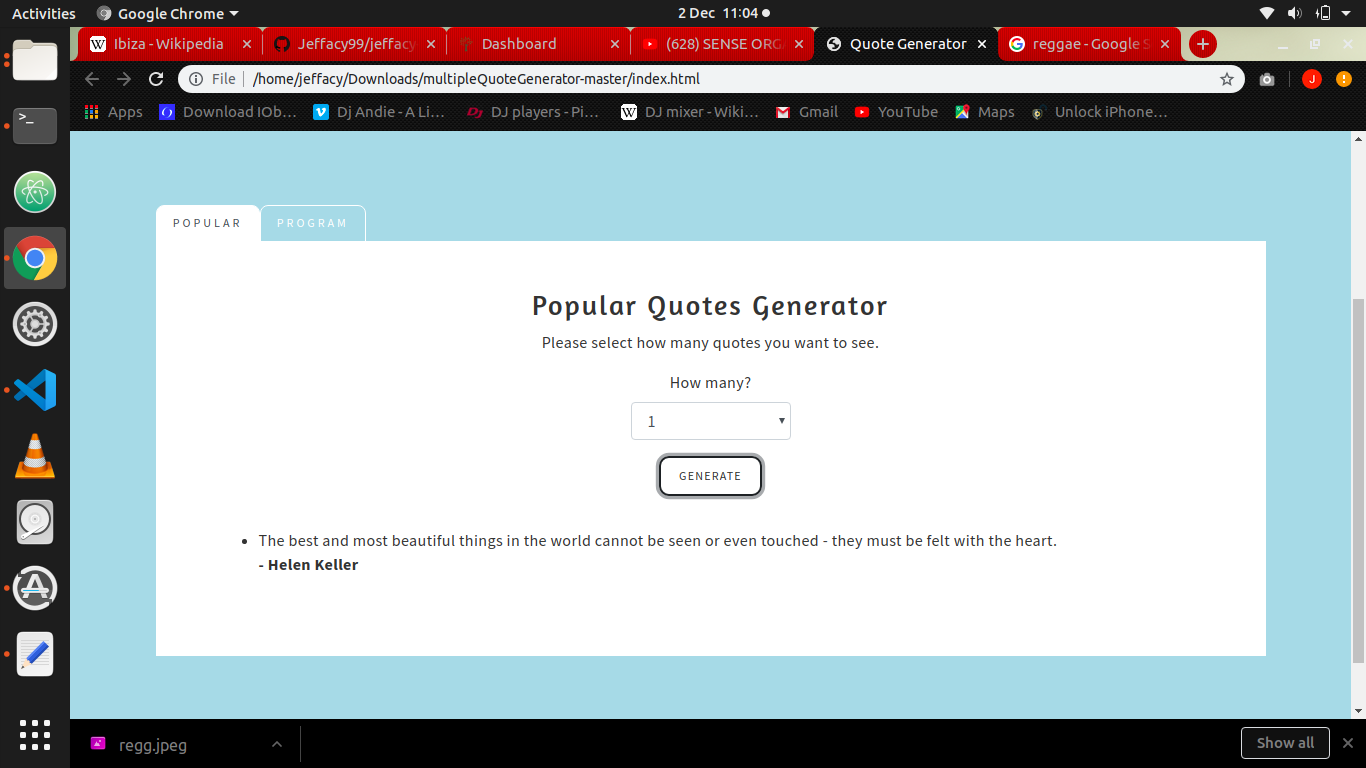 Activities Google Chrome 2 Dec 11:04
Ibiza - Wikipedia
Jeffacy99/jeffacy
Dashboard
(628) SENSE ORG
Quote Generator
reggae - Google S
File /home/jeffacy/Downloads/multipleQuoteGenerator-master/index.html J
Apps Download IOb… Dj Andie - A Li… DJ players - Pi… DJ mixer - Wiki… Gmail YouTube Maps Unlock iPhone…
POPULAR PROGRAM
Popular Quotes Generator
Please select how many quotes you want to see.
How many?
1
GENERATE
The best and most beautiful things in the world cannot be seen or even touched - they must be felt with the heart.
- Helen Keller
regg.jpeg Show all